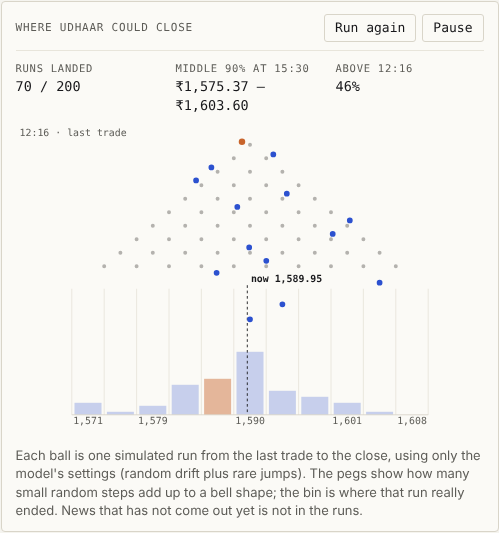 WHERE UDHAAR COULD CLOSE
Run again
Pause
RUNS LANDED
70 / 200
MIDDLE 90% AT 15:30
₹1,575.37 –
₹1,603.60
ABOVE 12:16
46%
12:16 · last trade
now 1,589.95
1,571
1,579
1,590
1,601
1,608
Each ball is one simulated run from the last trade to the close, using only the
model's settings (random drift plus rare jumps). The pegs show how many
small random steps add up to a bell shape; the bin is where that run really
ended. News that has not come out yet is not in the runs.